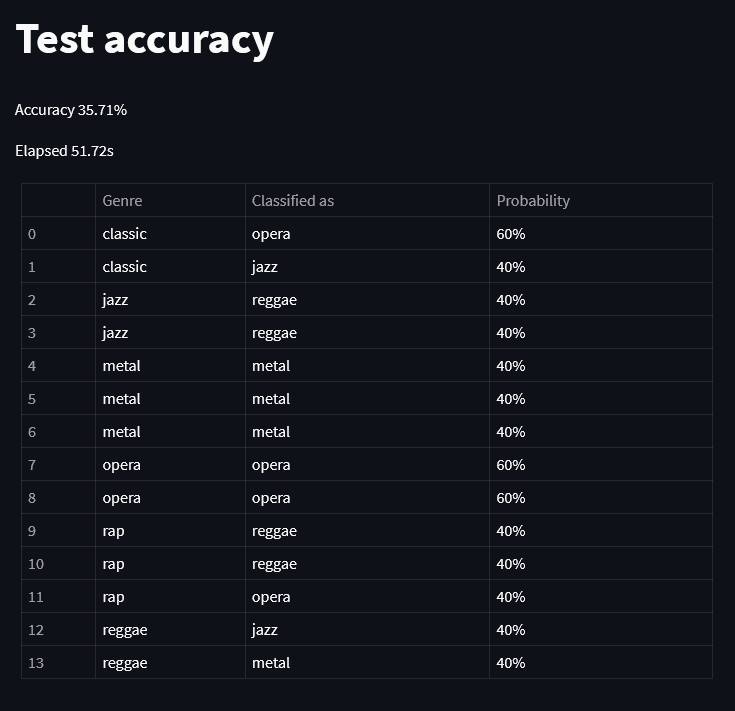 Test accuracy
Accuracy 35.71%
Elapsed 51.72s
Genre Classified as Probability
0 classic opera 60%
1 classic jazz 40%
2 jazz reggae 40%
3 jazz reggae 40%
4 metal metal 40%
5 metal metal 40%
6 metal metal 40%
7 opera opera 60%
8 opera opera 60%
9 rap reggae 40%
10 rap reggae 40%
11 rap opera 40%
12 reggae jazz 40%
13 reggae metal 40%